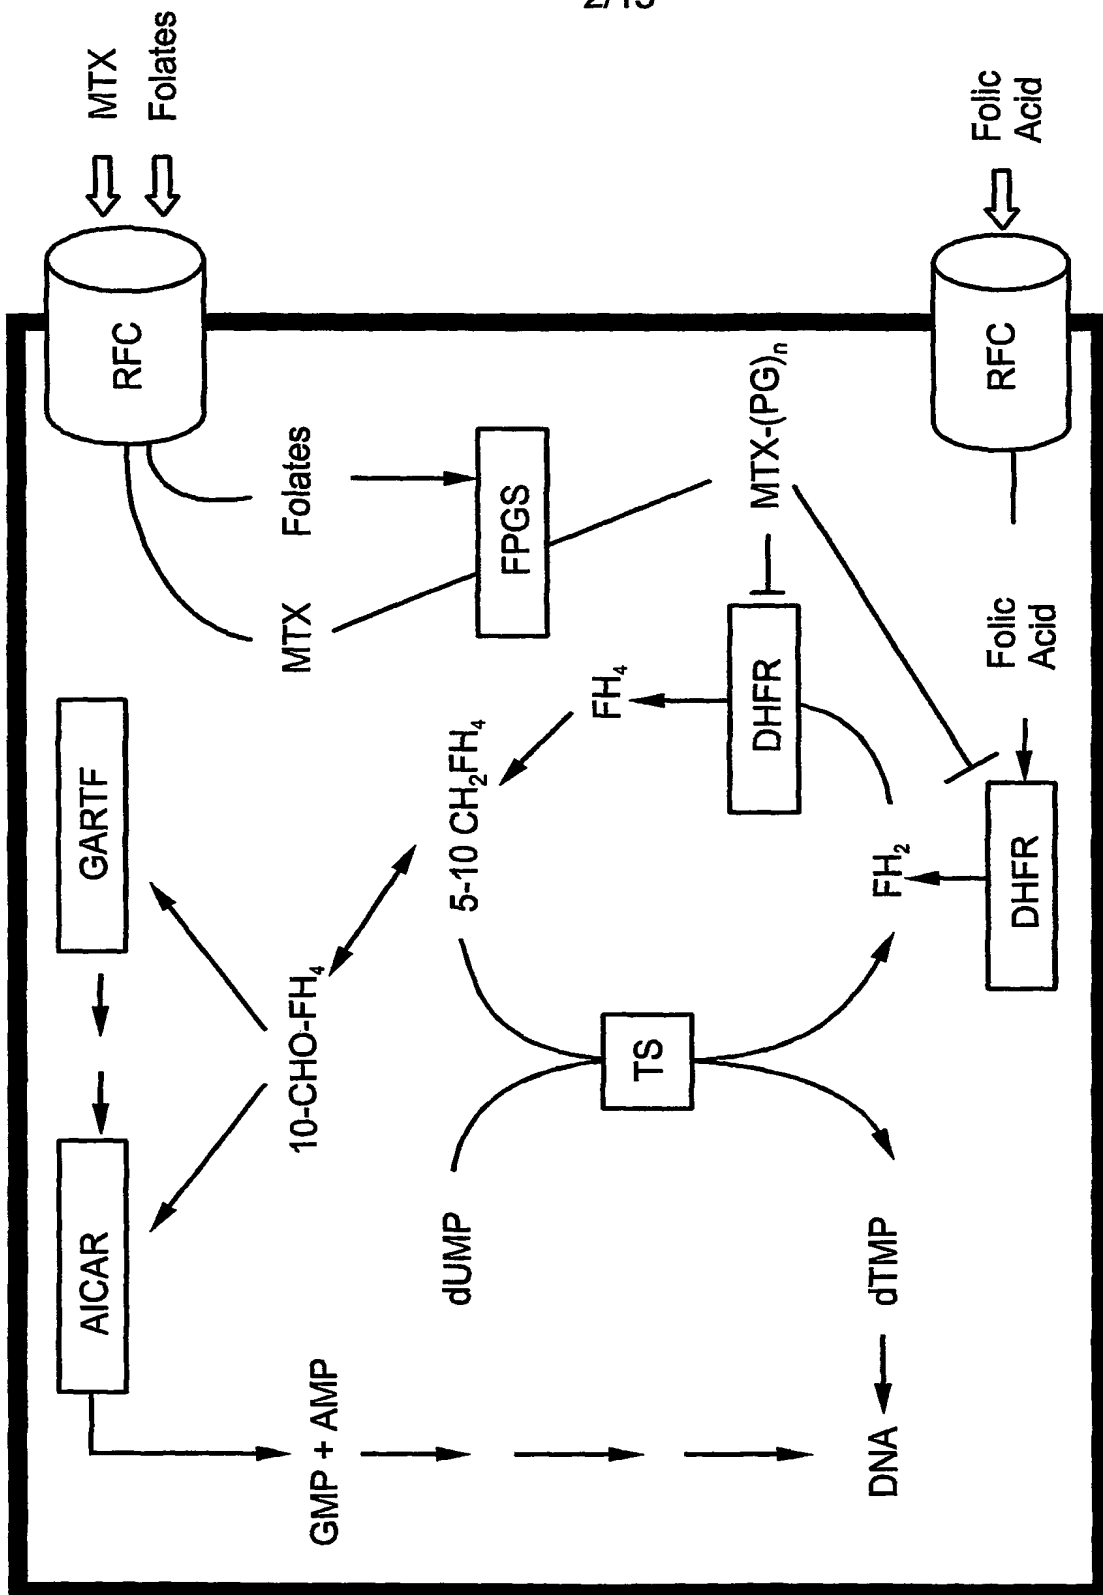 2/13
MTX
Folates
RFC
Folic
Acid
RFC
MTX
Folates
FPGS
MTX-(PG)n
GARTF
AICAR
10-CHO-FH4
5-10 CH2FH4
FH4
DHFR
Folic
Acid
DHFR
FH2
TS
dUMP
dTMP
DNA
GMP + AMP